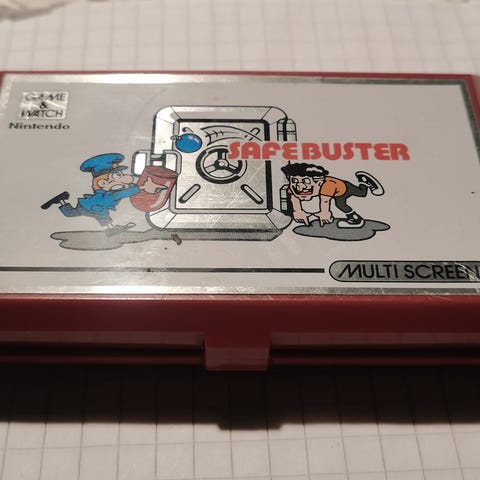 GAME
&
WATCH
Nintendo
SAFEBUSTER
MULTI SCREEN